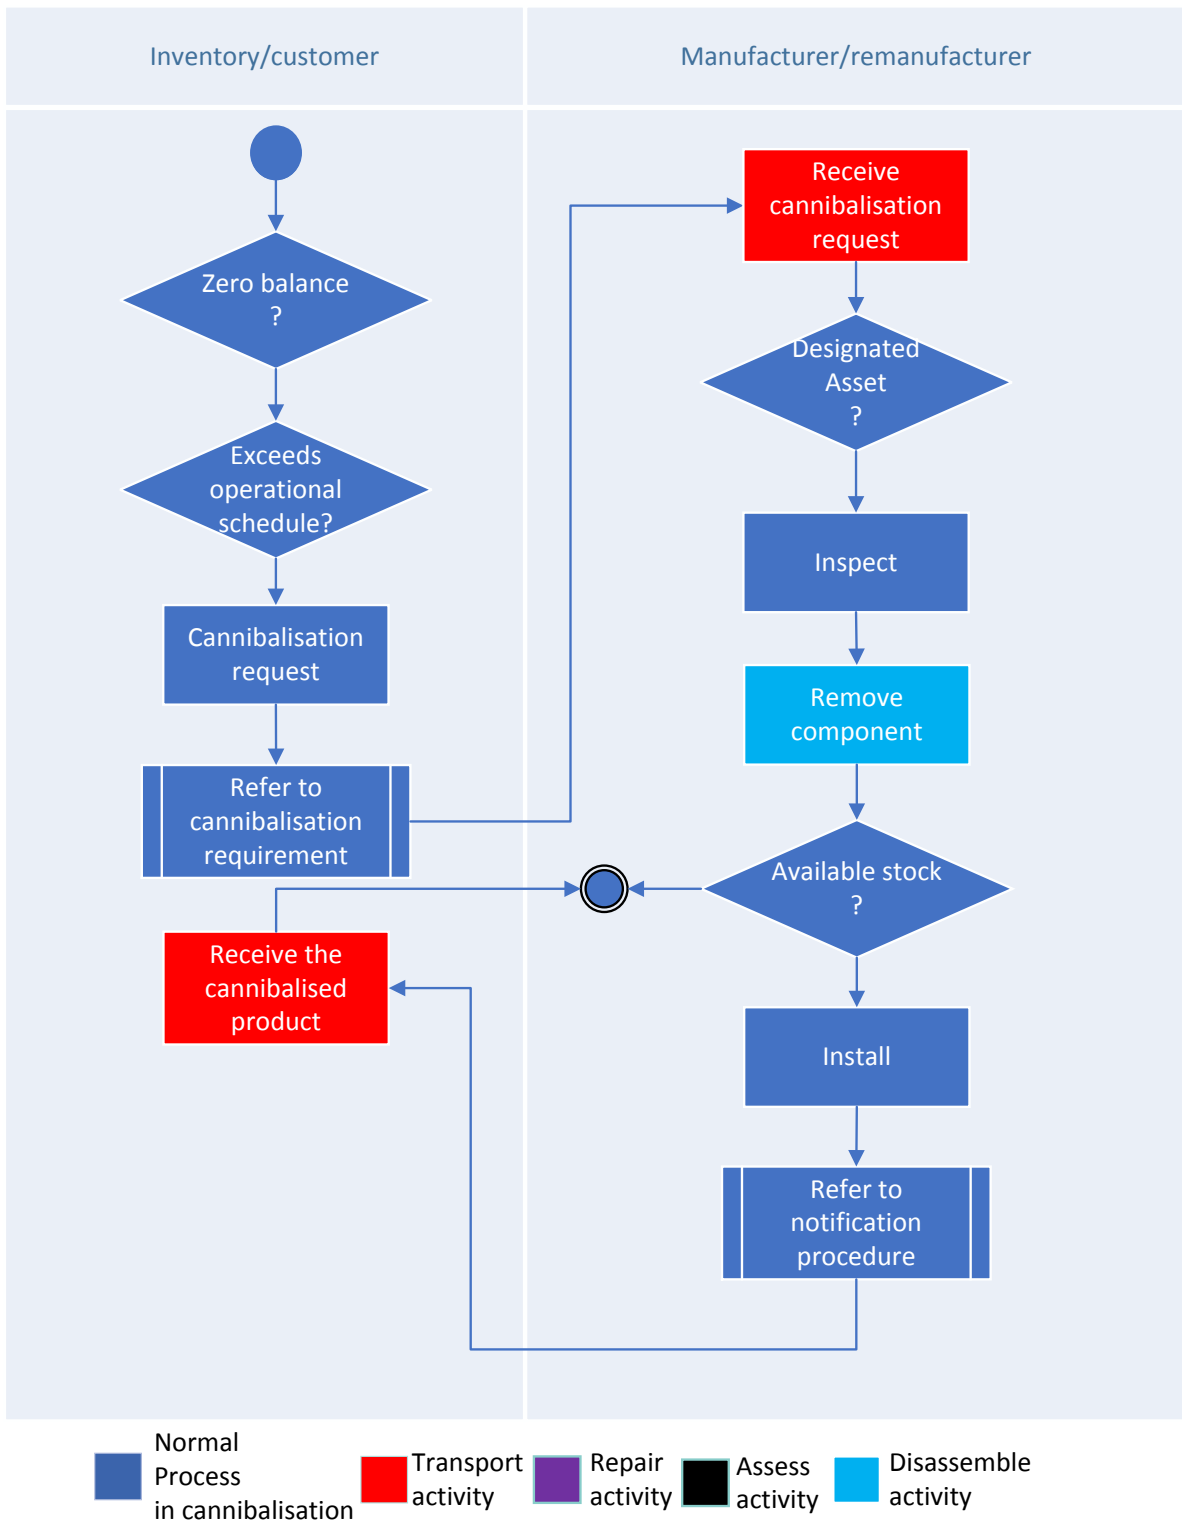 Inventory/customer
Manufacturer/remanufacturer
Zero balance
?
Exceeds
operational
schedule?
Cannibalisation
request
Refer to
cannibalisation
requirement
Receive the
cannibalised
product
Receive
cannibalisation
request
Designated
Asset
?
Inspect
Remove
component
Available stock
?
Install
Refer to
notification
procedure
Normal
Process
in cannibalisation
Transport
activity
Repair
activity
Assess
activity
Disassemble
activity